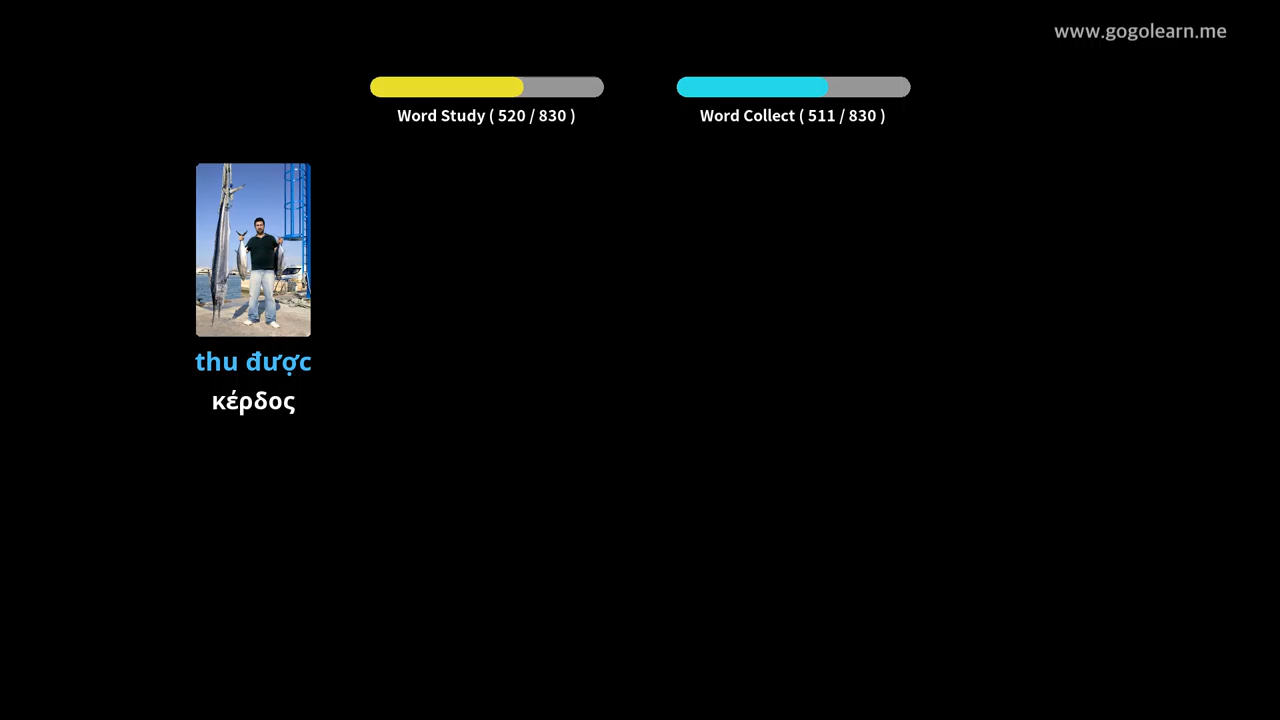 www.gogolearn.me
Word Study ( 520 / 830 )
Word Collect ( 511 / 830 )
thu được
κέρδος